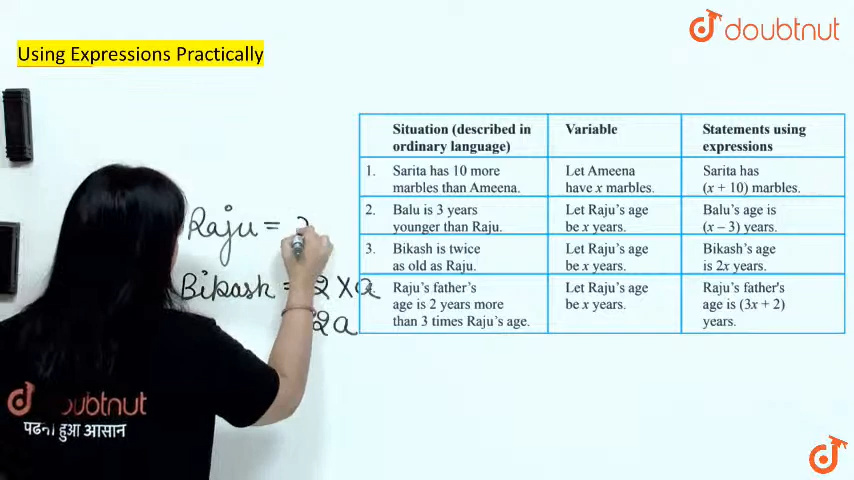 doubtnut
Using Expressions Practically
Situation (described in
ordinary language)
Variable
Statements using
expressions
1. Sarita has 10 more
marbles than Ameena.
Let Ameena
have x marbles.
Sarita has
(x + 10) marbles.
2. Balu is 3 years
younger than Raju.
Let Raju's age
be x years.
Balu's age is
(x – 3) years.
3. Bikash is twice
as old as Raju.
Let Raju's age
be x years.
Bikash's age
is 2x years.
Raju's father's
age is 2 years more
than 3 times Raju's age.
Let Raju's age
be x years.
Raju's father's
age is (3x + 2)
years.
Raju =
Bikash = 2 X a
2a
doubtnut
पढना हुआ आसान